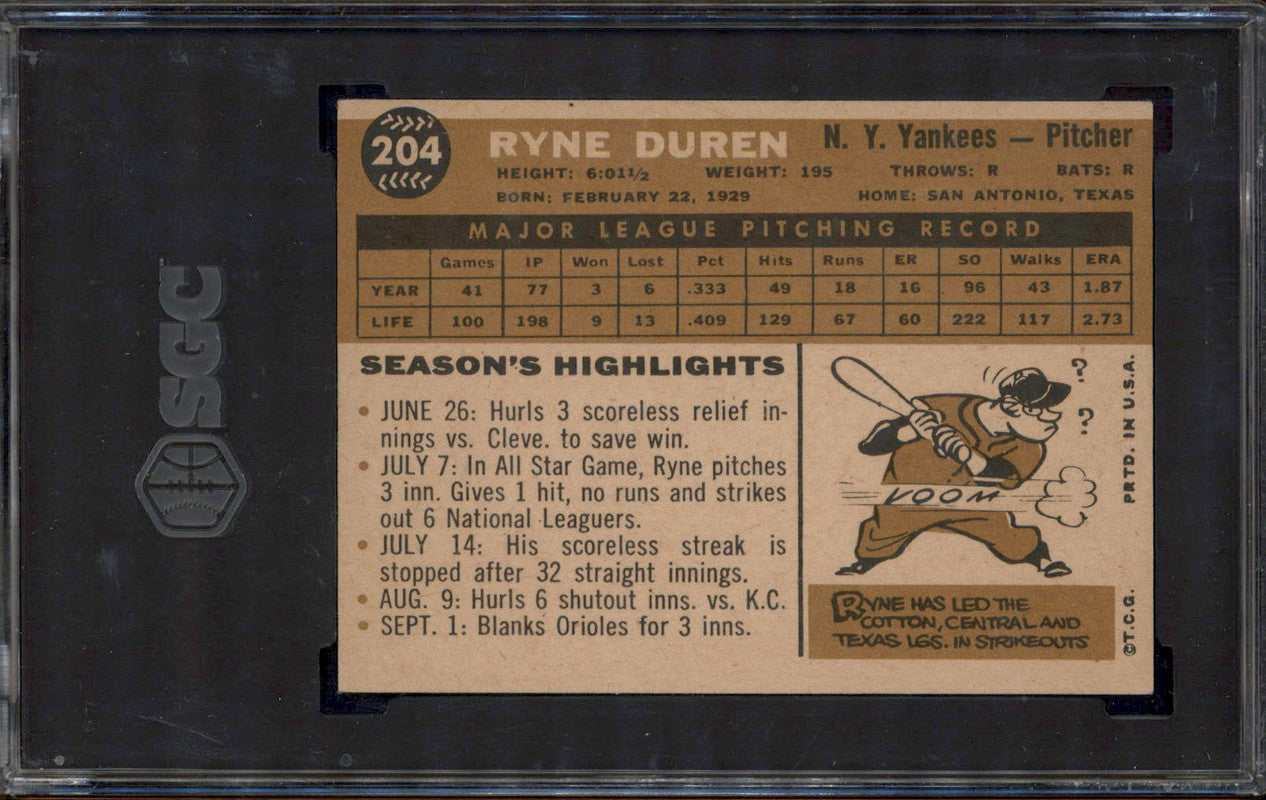 SGC
204
RYNE DUREN N. Y. Yankees — Pitcher
HEIGHT: 6:01½ WEIGHT: 195 THROWS: R BATS: R
BORN: FEBRUARY 22, 1929 HOME: SAN ANTONIO, TEXAS
MAJOR LEAGUE PITCHING RECORD
Games IP Won Lost Pct Hits Runs ER SO Walks ERA
YEAR 41 77 3 6 .333 49 18 16 96 43 1.87
LIFE 100 198 9 13 .409 129 67 60 222 117 2.73
SEASON'S HIGHLIGHTS
• JUNE 26: Hurls 3 scoreless relief in-
nings vs. Cleve. to save win.
• JULY 7: In All Star Game, Ryne pitches
3 inn. Gives 1 hit, no runs and strikes
out 6 National Leaguers.
• JULY 14: His scoreless streak is
stopped after 32 straight innings.
• AUG. 9: Hurls 6 shutout inns. vs. K.C.
• SEPT. 1: Blanks Orioles for 3 inns.
?
?
VOOM
RYNE HAS LED THE
COTTON, CENTRAL AND
TEXAS LGS. IN STRIKEOUTS
©T.C.G. PRTD. IN U.S.A.